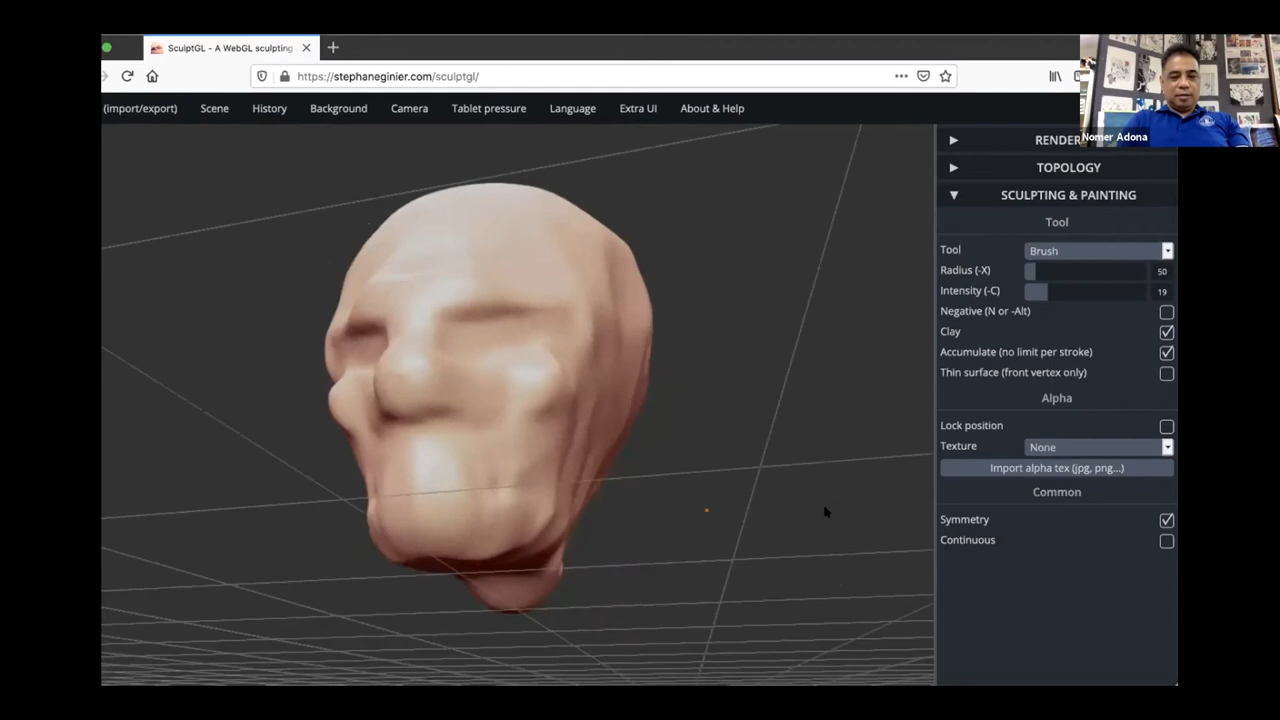 SculptGL - A WebGL sculpting
https://stephaneginier.com/sculptgl/
(import/export) Scene History Background Camera Tablet pressure Language Extra UI About & Help
Nomer Adona
RENDER
TOPOLOGY
SCULPTING & PAINTING
Tool
Tool Brush
Radius (-X) 50
Intensity (-C) 19
Negative (N or -Alt)
Clay
Accumulate (no limit per stroke)
Thin surface (front vertex only)
Alpha
Lock position
Texture None
Import alpha tex (jpg, png...)
Common
Symmetry
Continuous